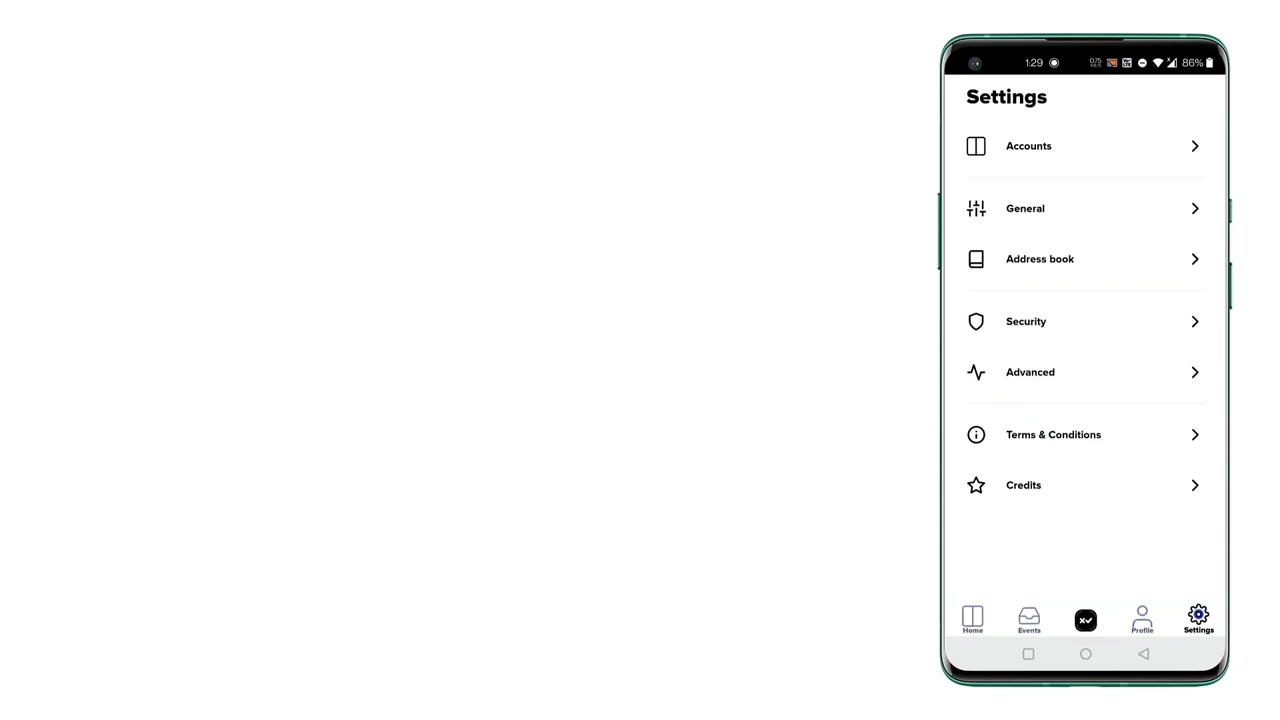 1:29 86%
Settings
Accounts
General
Address book
Security
Advanced
Terms & Conditions
Credits
Home Events Profile Settings